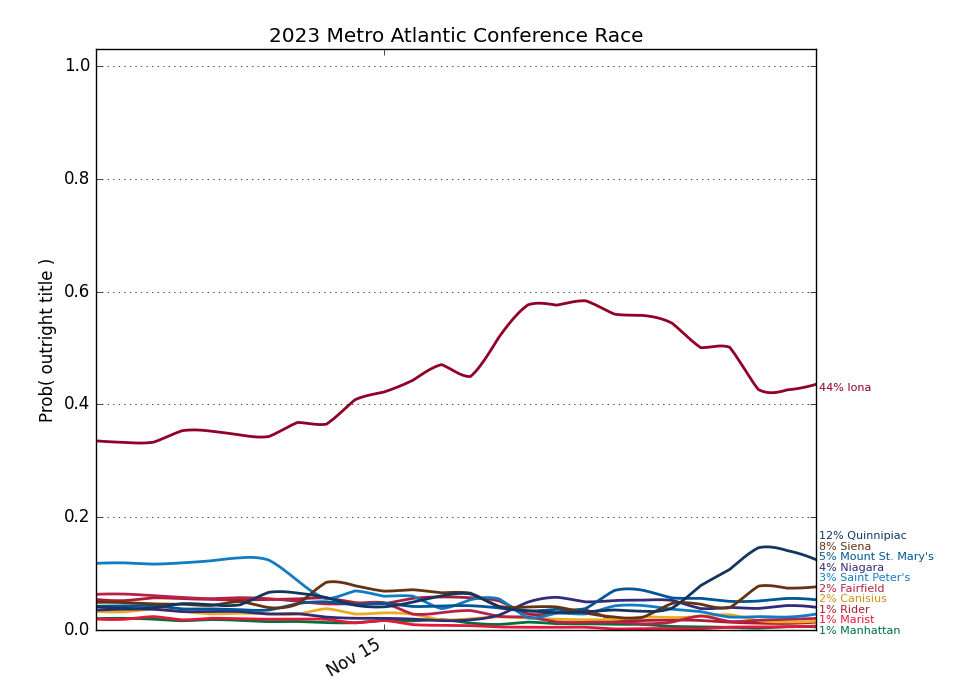 2023 Metro Atlantic Conference Race
Prob( outright title )
1.0
0.8
0.6
0.4
0.2
0.0
Nov 15
44% Iona
12% Quinnipiac
8% Siena
5% Mount St. Mary's
4% Niagara
3% Saint Peter's
2% Fairfield
2% Canisius
1% Rider
1% Marist
1% Manhattan